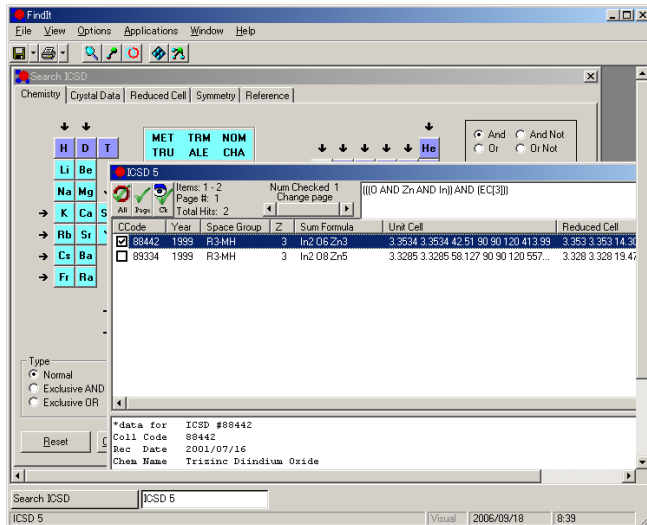 FindIt
File View Options Applications Window Help
Search ICSD
Chemistry Crystal Data Reduced Cell Symmetry Reference
H D T
MET TRM NOM
TRU ALE CHA
He
And And Not
Or Or Not
Li Be
Na Mg
K Ca S
Rb Sr
Cs Ba
Fr Ra
ICSD 5
All Page Ck
Items: 1 - 2
Page #: 1
Total Hits: 2
Num Checked 1
Change page
(((O AND Zn AND In)) AND (EC[3]))
CCode Year Space Group Z Sum Formula Unit Cell Reduced Cell
88442 1999 R3-MH 3 In2 O6 Zn3 3.3534 3.3534 42.51 90 90 120 413.99 3.353 3.353 14.30
89334 1999 R3-MH 3 In2 O8 Zn5 3.3285 3.3285 58.127 90 90 120 557... 3.328 3.328 19.47
Type
Normal
Exclusive AND
Exclusive OR
Reset
*data for ICSD #88442
Coll Code 88442
Rec Date 2001/07/16
Chem Name Trizinc Diindium Oxide
Search ICSD ICSD 5
ICSD 5 Visual 2006/09/18 8:39